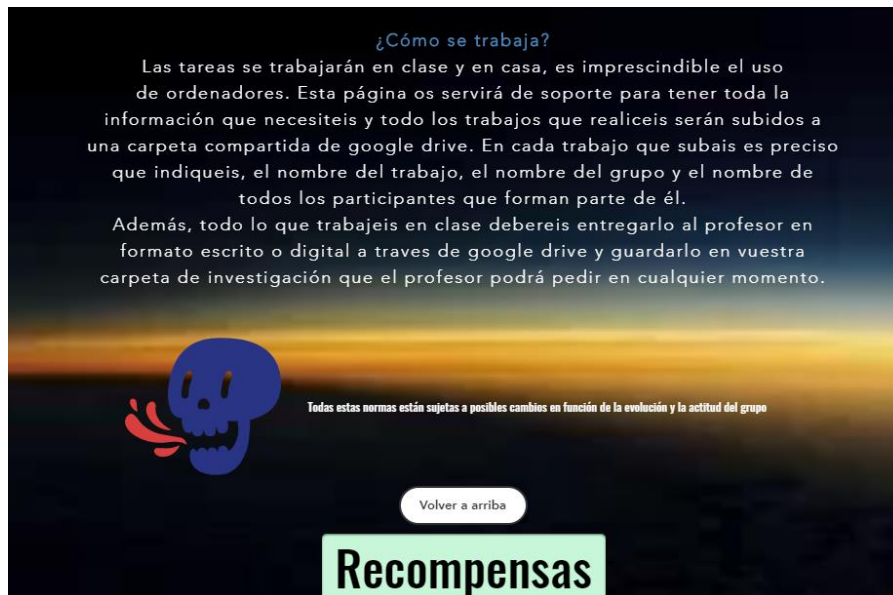 ¿Cómo se trabaja?
Las tareas se trabajarán en clase y en casa, es imprescindible el uso
de ordenadores. Esta página os servirá de soporte para tener toda la
información que necesiteis y todo los trabajos que realiceis serán subidos a
una carpeta compartida de google drive. En cada trabajo que subais es preciso
que indiqueis, el nombre del trabajo, el nombre del grupo y el nombre de
todos los participantes que forman parte de él.
Además, todo lo que trabajeis en clase debereis entregarlo al profesor en
formato escrito o digital a traves de google drive y guardarlo en vuestra
carpeta de investigación que el profesor podrá pedir en cualquier momento.
Todas estas normas están sujetas a posibles cambios en función de la evolución y la actitud del grupo
Volver a arriba
Recompensas